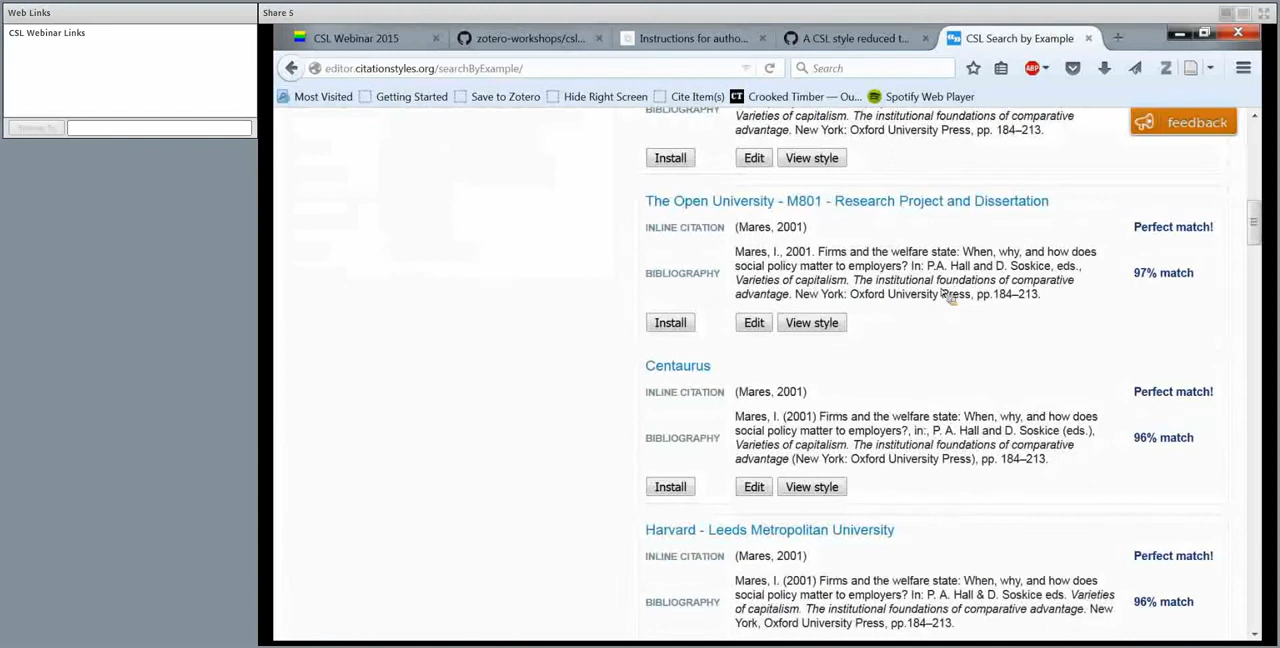 Web Links
CSL Webinar Links
Share 5
CSL Webinar 2015
zotero-workshops/csl...
Instructions for autho...
A CSL style reduced t...
CSL Search by Example
editor.citationstyles.org/searchByExample/
Search
ABP
Z
Most Visited
Getting Started
Save to Zotero
Hide Right Screen
Cite Item(s)
CT
Crooked Timber — Ou...
Spotify Web Player
feedback
BIBLIOGRAPHY
Varieties of capitalism. The institutional foundations of comparative
advantage. New York: Oxford University Press, pp. 184–213.
Install
Edit
View style
The Open University - M801 - Research Project and Dissertation
INLINE CITATION
(Mares, 2001)
Perfect match!
BIBLIOGRAPHY
Mares, I., 2001. Firms and the welfare state: When, why, and how does
social policy matter to employers? In: P.A. Hall and D. Soskice, eds.,
Varieties of capitalism. The institutional foundations of comparative
advantage. New York: Oxford University Press, pp.184–213.
97% match
Install
Edit
View style
Centaurus
INLINE CITATION
(Mares, 2001)
Perfect match!
BIBLIOGRAPHY
Mares, I. (2001) Firms and the welfare state: When, why, and how does
social policy matter to employers?, in:, P. A. Hall and D. Soskice (eds.),
Varieties of capitalism. The institutional foundations of comparative
advantage (New York: Oxford University Press), pp. 184–213.
96% match
Install
Edit
View style
Harvard - Leeds Metropolitan University
INLINE CITATION
(Mares, 2001)
Perfect match!
BIBLIOGRAPHY
Mares, I. (2001) Firms and the welfare state: When, why, and how does
social policy matter to employers? In: P. A. Hall & D. Soskice eds. Varieties
of capitalism. The institutional foundations of comparative advantage. New
York, Oxford University Press, pp.184–213.
96% match